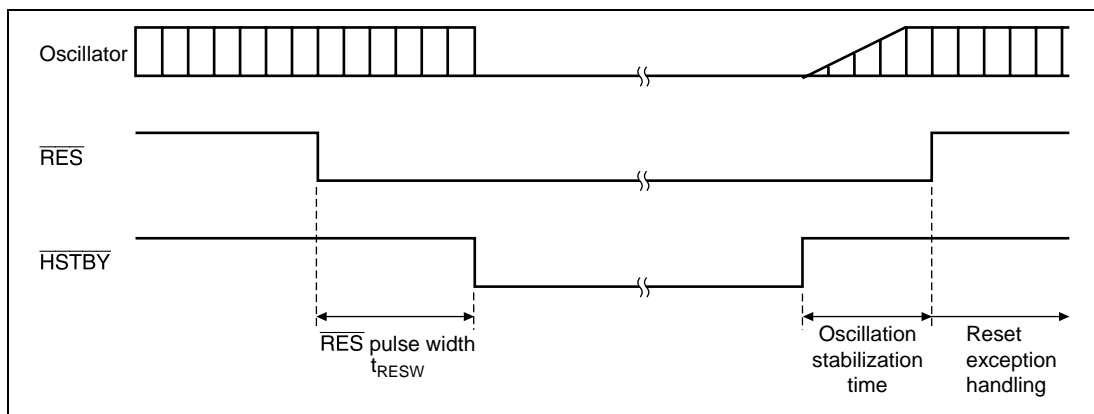 Oscillator
RES
HSTBY
RES pulse width
tRESW
Oscillation
stabilization
time
Reset
exception
handling